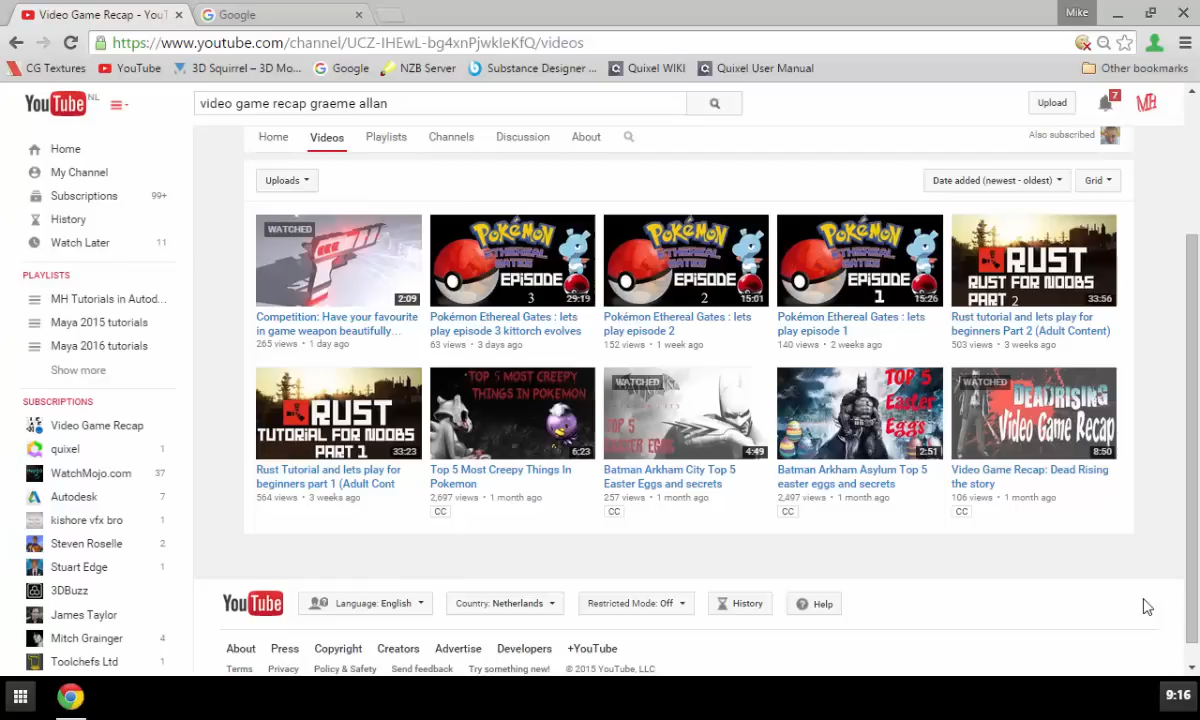 Video Game Recap - YouT
Google
Mike
https://www.youtube.com/channel/UCZ-IHEwL-bg4xnPjwkIeKfQ/videos
CG Textures
YouTube
3D Squirrel – 3D Mo...
Google
NZB Server
Substance Designer ...
Quixel WIKI
Quixel User Manual
Other bookmarks
YouTube NL
video game recap graeme allan
Upload
7
MH
Home
Videos
Playlists
Channels
Discussion
About
Also subscribed
Home
My Channel
Subscriptions 99+
History
Watch Later 11
PLAYLISTS
MH Tutorials in Autod...
Maya 2015 tutorials
Maya 2016 tutorials
Show more
SUBSCRIPTIONS
Video Game Recap
quixel 1
WatchMojo.com 37
Autodesk 7
kishore vfx bro 1
Steven Roselle 2
Stuart Edge 1
3DBuzz
James Taylor
Mitch Grainger 4
Toolchefs Ltd 1
Uploads
Date added (newest - oldest)
Grid
WATCHED
2:09
Competition: Have your favourite
in game weapon beautifully...
265 views • 1 day ago
POKéMON
ETHEREAL GATES
EPISODE
3
29:19
Pokémon Ethereal Gates : lets
play episode 3 kittorch evolves
63 views • 3 days ago
POKéMON
ETHEREAL GATES
EPISODE
2
15:01
Pokémon Ethereal Gates : lets
play episode 2
152 views • 1 week ago
POKéMON
ETHEREAL GATES
EPISODE
1
15:26
Pokémon Ethereal Gates : lets
play episode 1
140 views • 2 weeks ago
RUST
RUST FOR NOOBS
PART 2
33:56
Rust tutorial and lets play for
beginners Part 2 (Adult Content)
503 views • 3 weeks ago
RUST
TUTORIAL FOR NOOBS
PART 1
33:23
Rust Tutorial and lets play for
beginners part 1 (Adult Cont
564 views • 3 weeks ago
TOP 5 MOST CREEPY
THINGS IN POKEMON
6:23
Top 5 Most Creepy Things In
Pokemon
2,697 views • 1 month ago
CC
WATCHED
TOP 5
EASTER EGGS
4:49
Batman Arkham City Top 5
Easter Eggs and secrets
257 views • 1 month ago
CC
TOP 5
Easter
Eggs
2:51
Batman Arkham Asylum Top 5
easter eggs and secrets
2,497 views • 1 month ago
CC
WATCHED
DEADRISING
Video Game Recap
8:50
Video Game Recap: Dead Rising
the story
106 views • 1 month ago
CC
YouTube
Language: English
Country: Netherlands
Restricted Mode: Off
History
Help
About
Press
Copyright
Creators
Advertise
Developers
+YouTube
Terms
Privacy
Policy & Safety
Send feedback
Try something new!
© 2015 YouTube, LLC
9:16